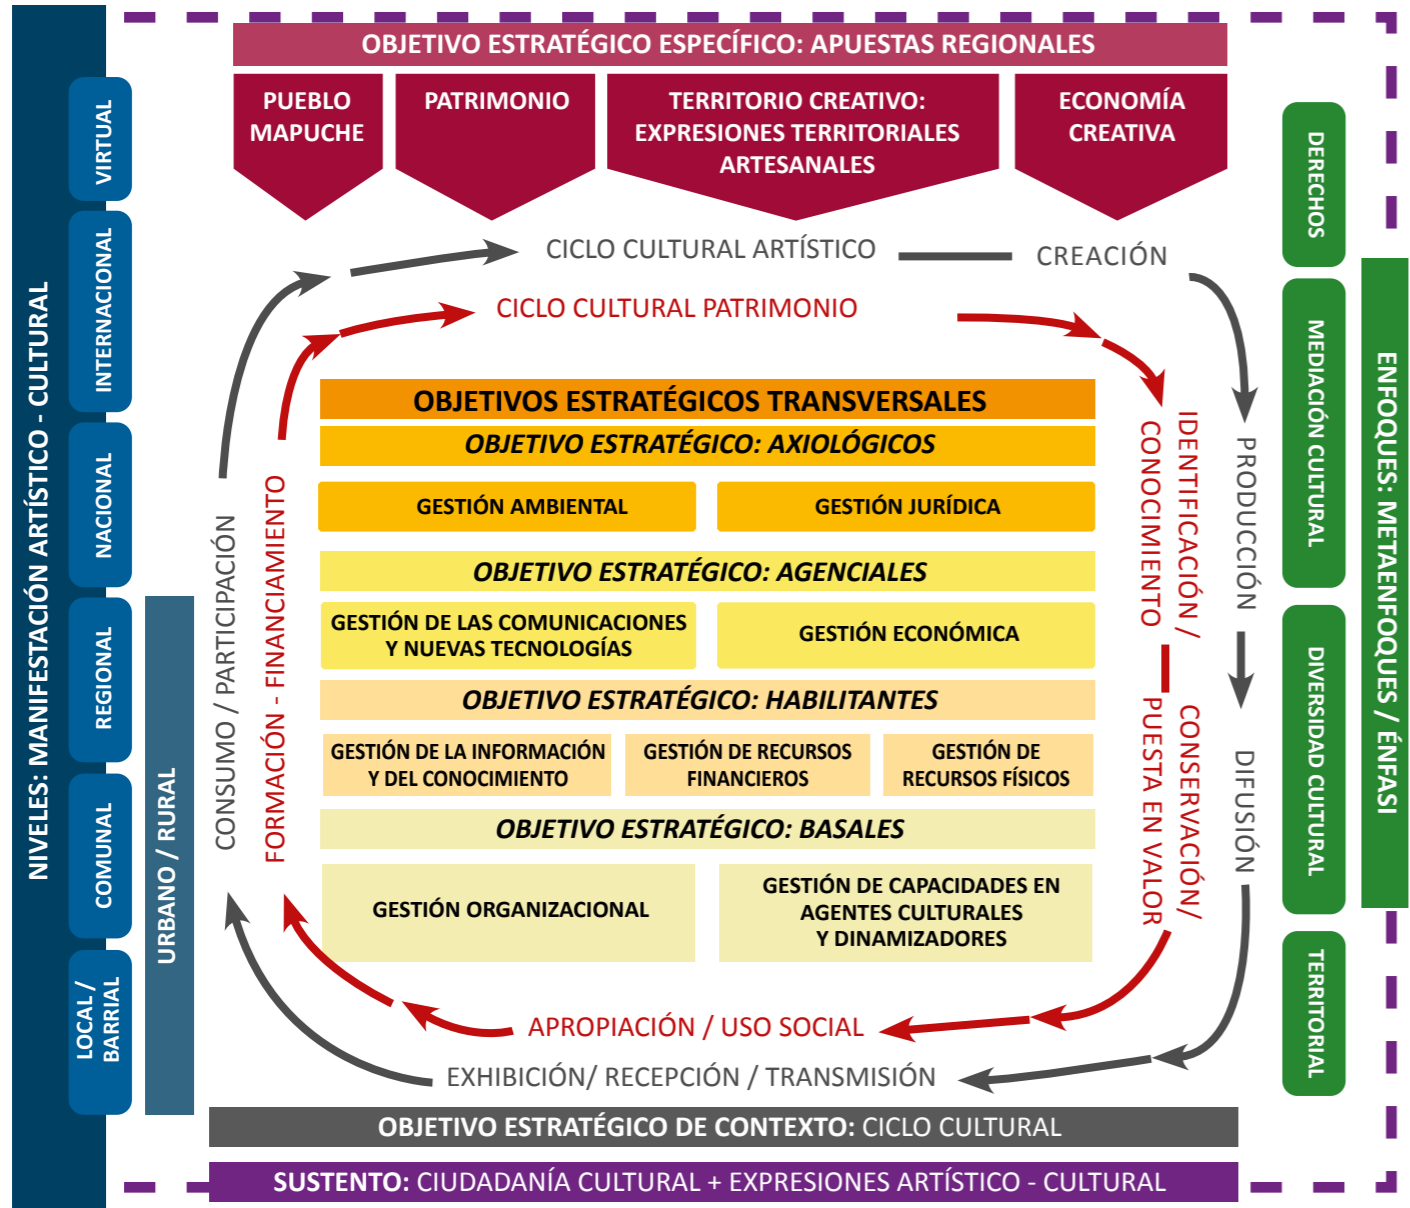 OBJETIVO ESTRATÉGICO ESPECÍFICO: APUESTAS REGIONALES
PUEBLO
MAPUCHE
PATRIMONIO
TERRITORIO CREATIVO:
EXPRESIONES TERRITORIALES
ARTESANALES
ECONOMÍA
CREATIVA
NIVELES: MANIFESTACIÓN ARTÍSTICO - CULTURAL
VIRTUAL
INTERNACIONAL
NACIONAL
REGIONAL
COMUNAL
LOCAL /
BARRIAL
URBANO / RURAL
CICLO CULTURAL ARTÍSTICO
CREACIÓN
PRODUCCIÓN
DIFUSIÓN
EXHIBICIÓN/ RECEPCIÓN / TRANSMISIÓN
CONSUMO / PARTICIPACIÓN
CICLO CULTURAL PATRIMONIO
IDENTIFICACIÓN /
CONOCIMIENTO
CONSERVACIÓN/
PUESTA EN VALOR
APROPIACIÓN / USO SOCIAL
FORMACIÓN - FINANCIAMIENTO
OBJETIVOS ESTRATÉGICOS TRANSVERSALES
OBJETIVO ESTRATÉGICO: AXIOLÓGICOS
GESTIÓN AMBIENTAL
GESTIÓN JURÍDICA
OBJETIVO ESTRATÉGICO: AGENCIALES
GESTIÓN DE LAS COMUNICACIONES
Y NUEVAS TECNOLOGÍAS
GESTIÓN ECONÓMICA
OBJETIVO ESTRATÉGICO: HABILITANTES
GESTIÓN DE LA INFORMACIÓN
Y DEL CONOCIMIENTO
GESTIÓN DE RECURSOS
FINANCIEROS
GESTIÓN DE
RECURSOS FÍSICOS
OBJETIVO ESTRATÉGICO: BASALES
GESTIÓN ORGANIZACIONAL
GESTIÓN DE CAPACIDADES EN
AGENTES CULTURALES
Y DINAMIZADORES
DERECHOS
MEDIACIÓN CULTURAL
DIVERSIDAD CULTURAL
TERRITORIAL
ENFOQUES: METAENFOQUES / ÉNFASI
OBJETIVO ESTRATÉGICO DE CONTEXTO: CICLO CULTURAL
SUSTENTO: CIUDADANÍA CULTURAL + EXPRESIONES ARTÍSTICO - CULTURAL